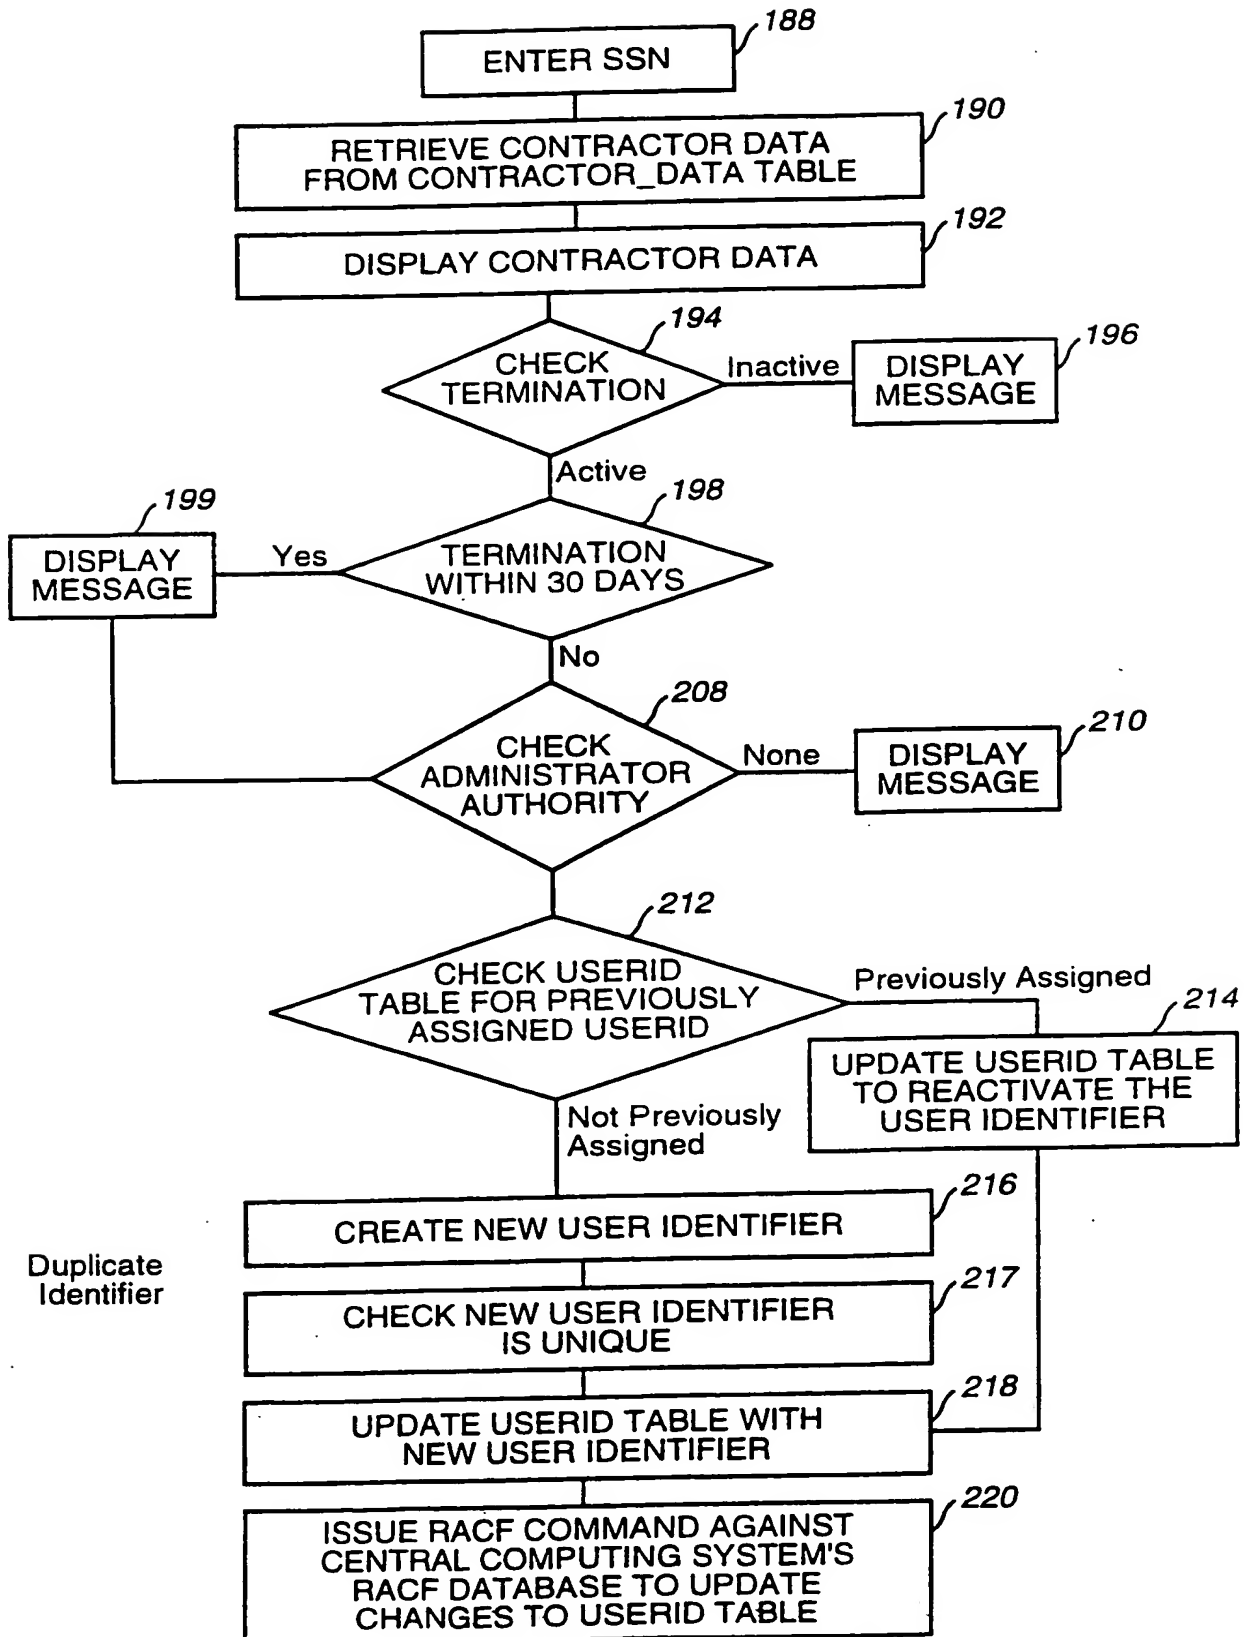 188
ENTER SSN
190
RETRIEVE CONTRACTOR DATA
FROM CONTRACTOR_DATA TABLE
192
DISPLAY CONTRACTOR DATA
194
CHECK
TERMINATION
Inactive
196
DISPLAY
MESSAGE
Active
198
TERMINATION
WITHIN 30 DAYS
Yes
199
DISPLAY
MESSAGE
No
208
CHECK
ADMINISTRATOR
AUTHORITY
None
210
DISPLAY
MESSAGE
212
CHECK USERID
TABLE FOR PREVIOUSLY
ASSIGNED USERID
Previously Assigned
214
UPDATE USERID TABLE
TO REACTIVATE THE
USER IDENTIFIER
Not Previously
Assigned
216
CREATE NEW USER IDENTIFIER
Duplicate
Identifier
217
CHECK NEW USER IDENTIFIER
IS UNIQUE
218
UPDATE USERID TABLE WITH
NEW USER IDENTIFIER
220
ISSUE RACF COMMAND AGAINST
CENTRAL COMPUTING SYSTEM'S
RACF DATABASE TO UPDATE
CHANGES TO USERID TABLE